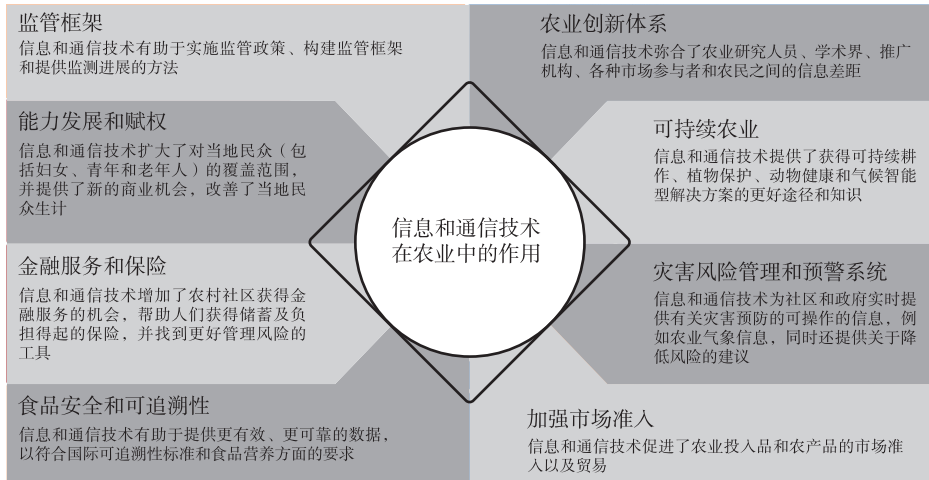 监管框架
信息和通信技术有助于实施监管政策、构建监管框架
和提供监测进展的方法
能力发展和赋权
信息和通信技术扩大了对当地民众（包
括妇女、青年和老年人）的覆盖范围，
并提供了新的商业机会，改善了当地民
众生计
金融服务和保险
信息和通信技术增加了农村社区获得金
融服务的机会，帮助人们获得储蓄及负
担得起的保险，并找到更好管理风险的
工具
食品安全和可追溯性
信息和通信技术有助于提供更有效、更可靠的数据，
以符合国际可追溯性标准和食品营养方面的要求
信息和通信技术
在农业中的作用
农业创新体系
信息和通信技术弥合了农业研究人员、学术界、推广
机构、各种市场参与者和农民之间的信息差距
可持续农业
信息和通信技术提供了获得可持续耕
作、植物保护、动物健康和气候智能
型解决方案的更好途径和知识
灾害风险管理和预警系统
信息和通信技术为社区和政府实时提
供有关灾害预防的可操作的信息，例
如农业气象信息，同时还提供关于降
低风险的建议
加强市场准入
信息和通信技术促进了农业投入品和农产品的市场准
入以及贸易